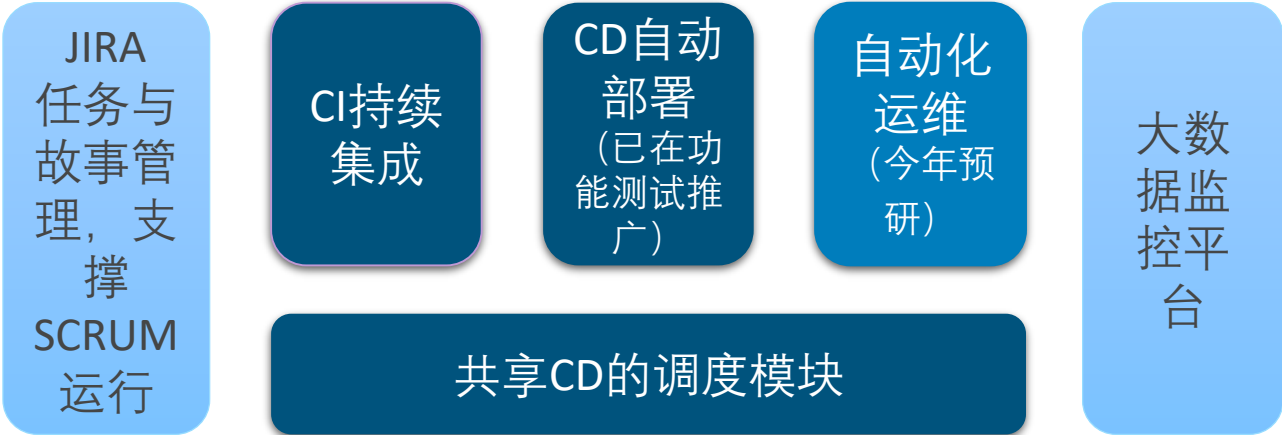 JIRA
任务与
故事管
理，支
撑
SCRUM
运行
CI持续
集成
CD自动
部署
（已在功
能测试推
广）
自动化
运维
（今年预
研）
大数
据监
控平
台
共享CD的调度模块